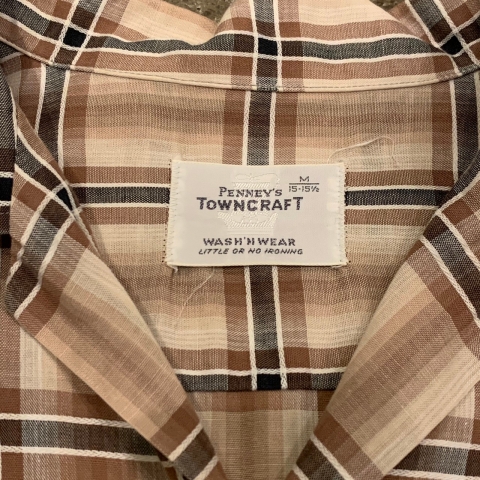 PENNEY'S
TOWNCRAFT
M
15-15½
WASH'N WEAR
LITTLE OR NO IRONING